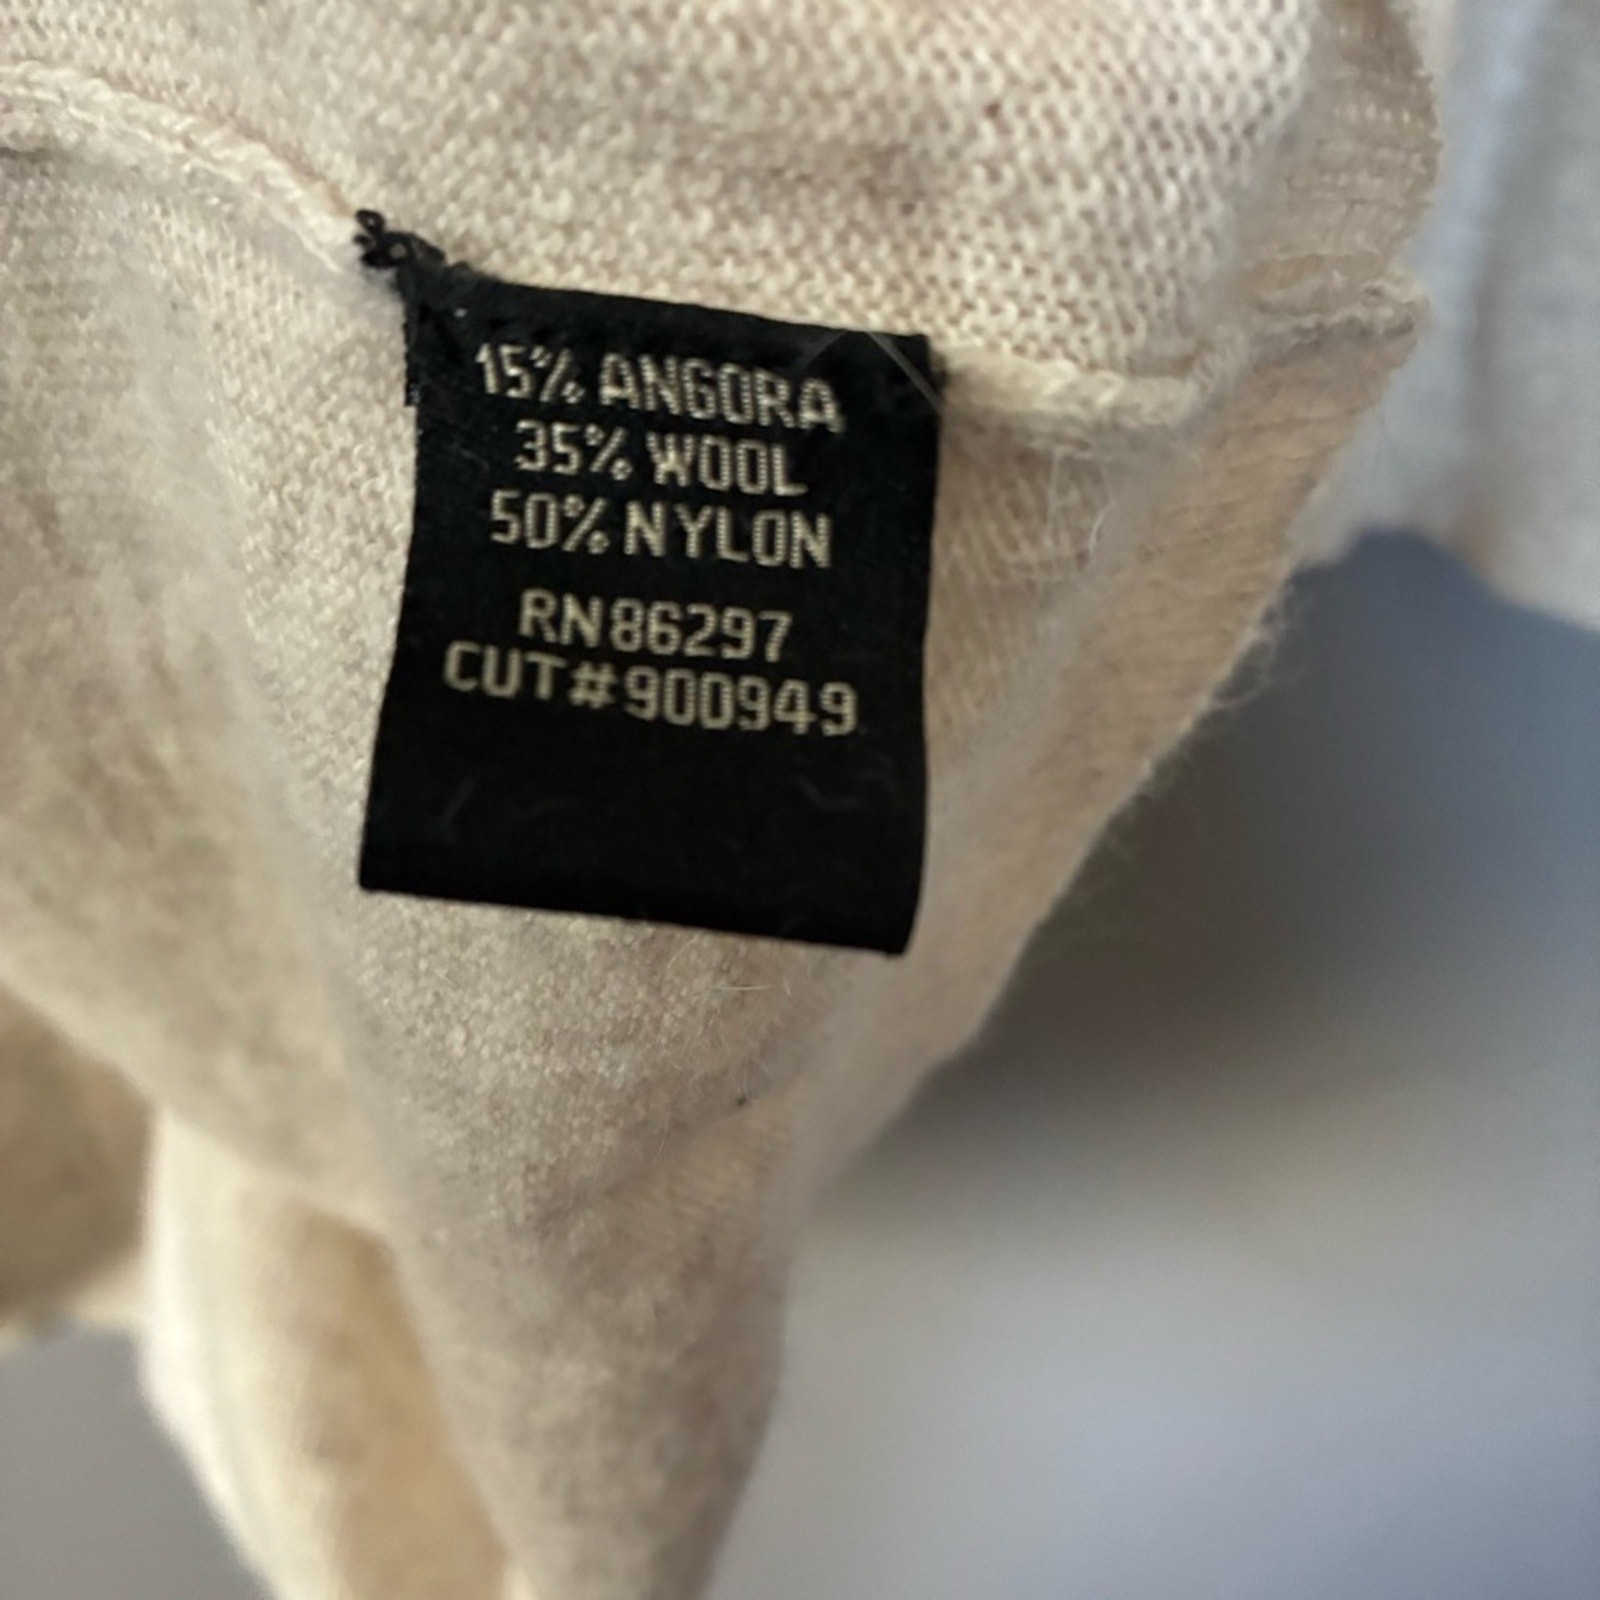 15% ANGORA
35% WOOL
50% NYLON
RN86297
CUT#900949